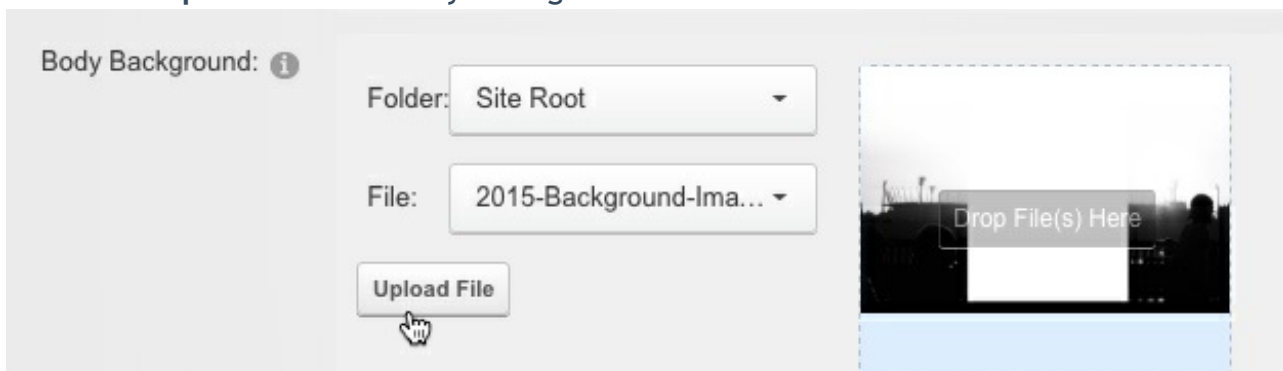 Body Background:
Folder: Site Root
File: 2015-Background-Ima...
Upload File
Drop File(s) Here